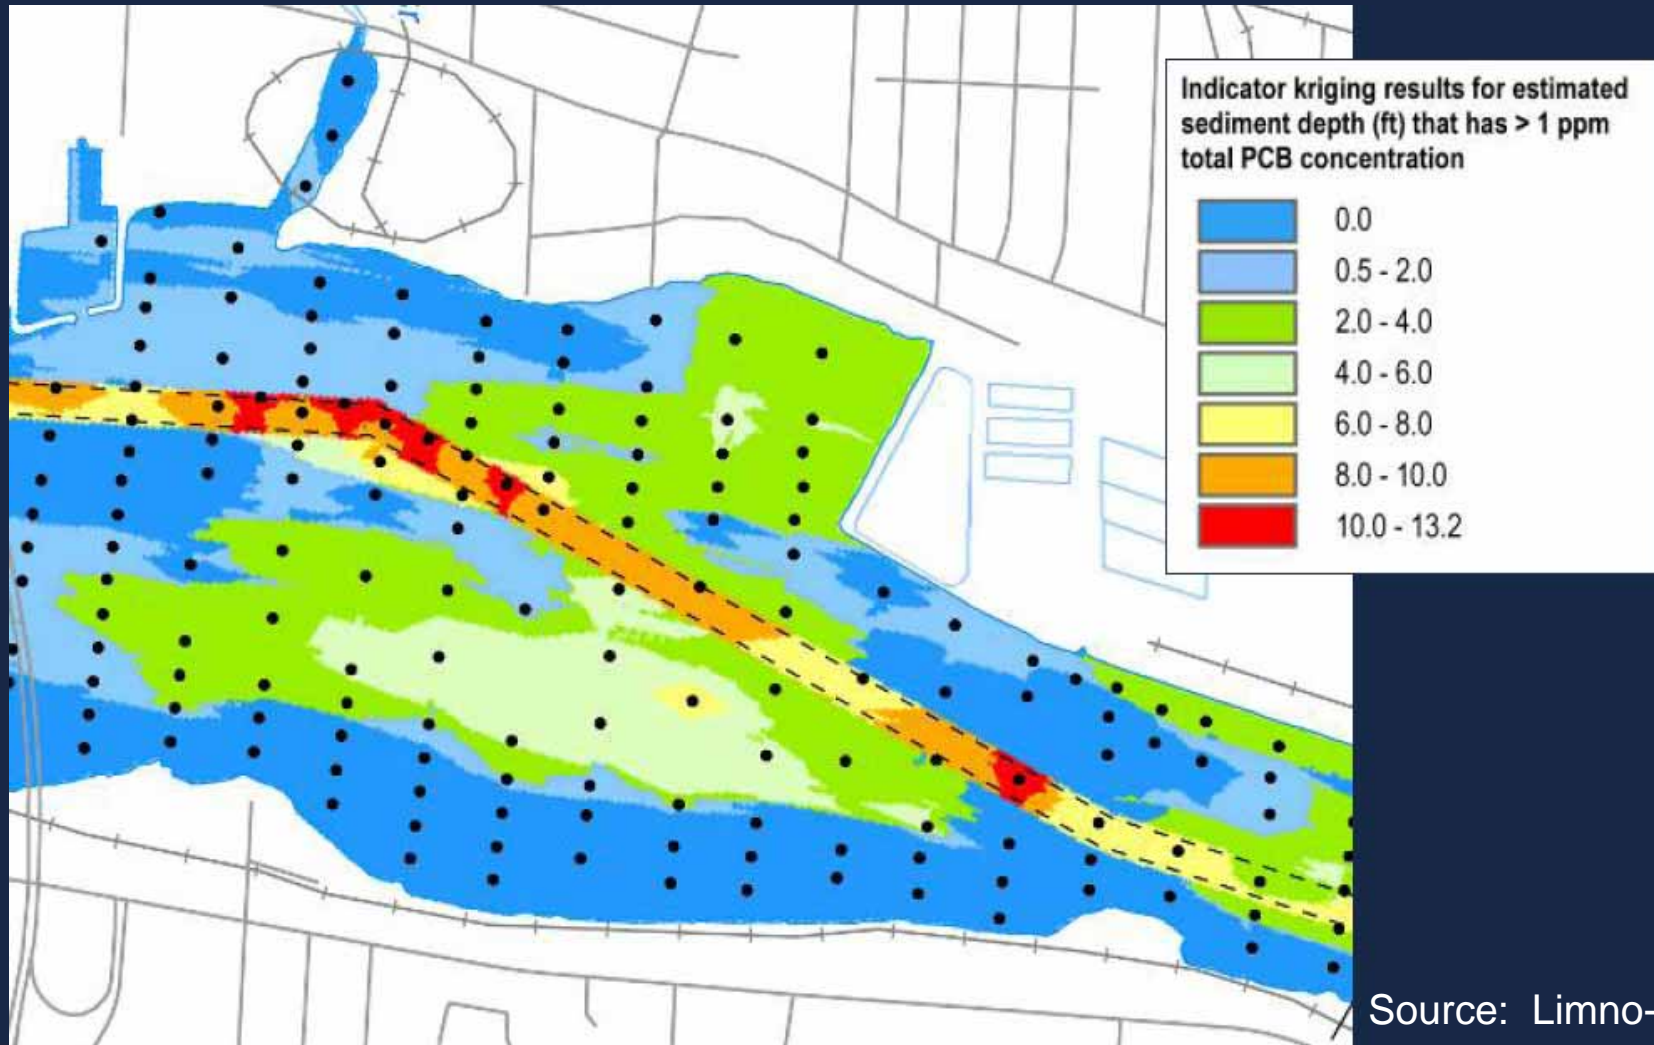 Indicator kriging results for estimated
sediment depth (ft) that has > 1 ppm
total PCB concentration
0.0
0.5 - 2.0
2.0 - 4.0
4.0 - 6.0
6.0 - 8.0
8.0 - 10.0
10.0 - 13.2
Source: Limno-